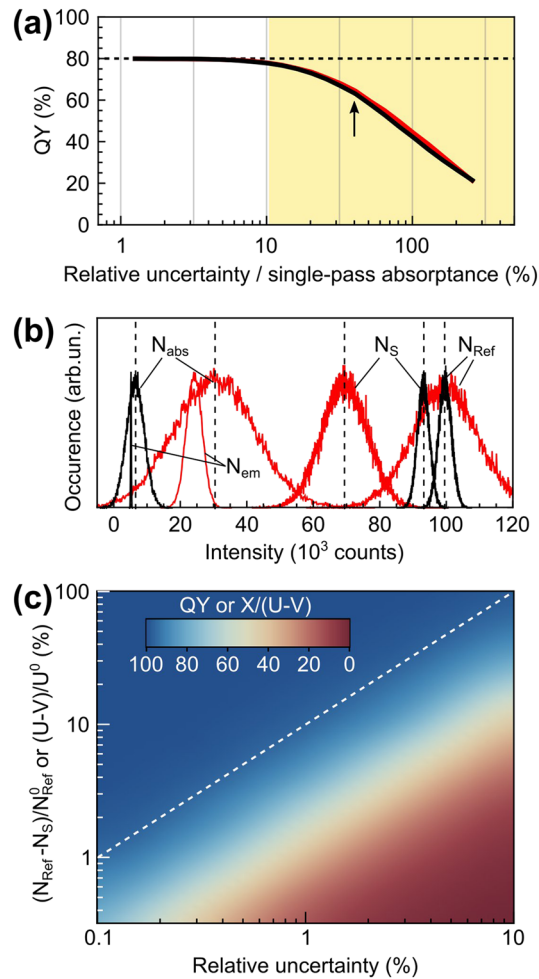 (a)
100
80
60
40
20
0
QY (%)
1 10 100
Relative uncertainty / single-pass absorptance (%)
(b)
Occurence (arb.un.)
N_abs N_S N_Ref
N_em
0 20 40 60 80 100 120
Intensity (10³ counts)
(c)
100
10
1
(N_Ref-N_S)/N⁰_Ref or (U-V)/U⁰ (%)
QY or X/(U-V)
100 80 60 40 20 0
0.1 1 10
Relative uncertainty (%)